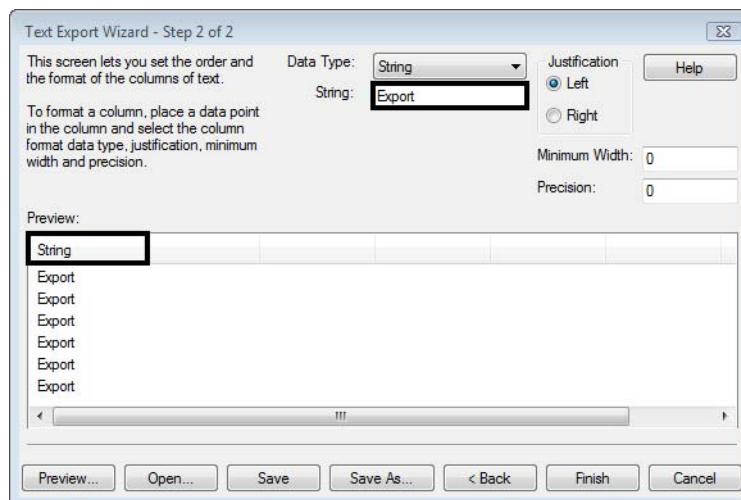 Text Export Wizard - Step 2 of 2
This screen lets you set the order and
the format of the columns of text.
To format a column, place a data point
in the column and select the column
format data type, justification, minimum
width and precision.
Data Type: String
String: Export
Justification
Left
Right
Help
Minimum Width: 0
Precision: 0
Preview:
String
Export
Export
Export
Export
Export
Export
Preview... Open... Save Save As... < Back Finish Cancel